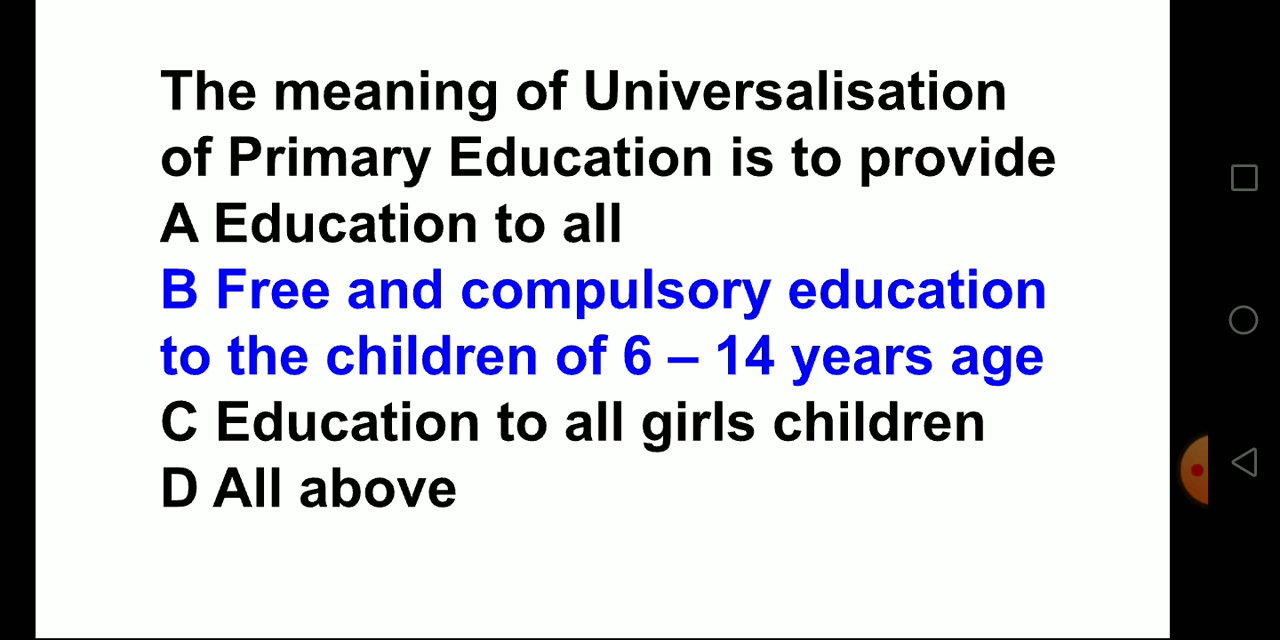 The meaning of Universalisation
of Primary Education is to provide
A Education to all
B Free and compulsory education
to the children of 6 – 14 years age
C Education to all girls children
D All above